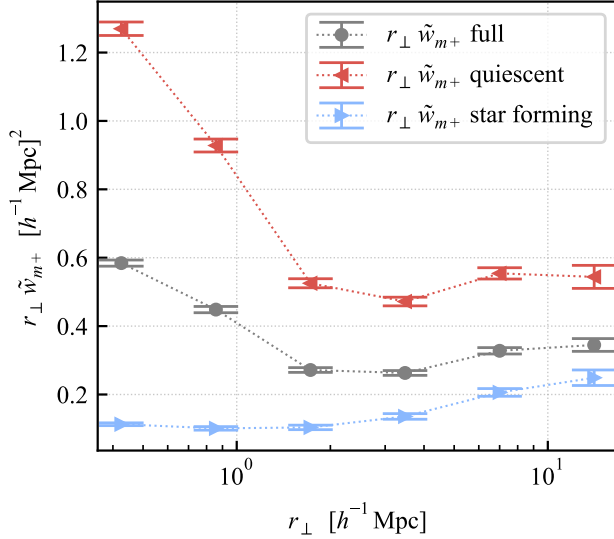 r⊥ w̃m+ full
r⊥ w̃m+ quiescent
r⊥ w̃m+ star forming
1.2
1.0
0.8
0.6
0.4
0.2
r⊥ w̃m+ [h⁻¹ Mpc]²
10⁰
10¹
r⊥ [h⁻¹ Mpc]